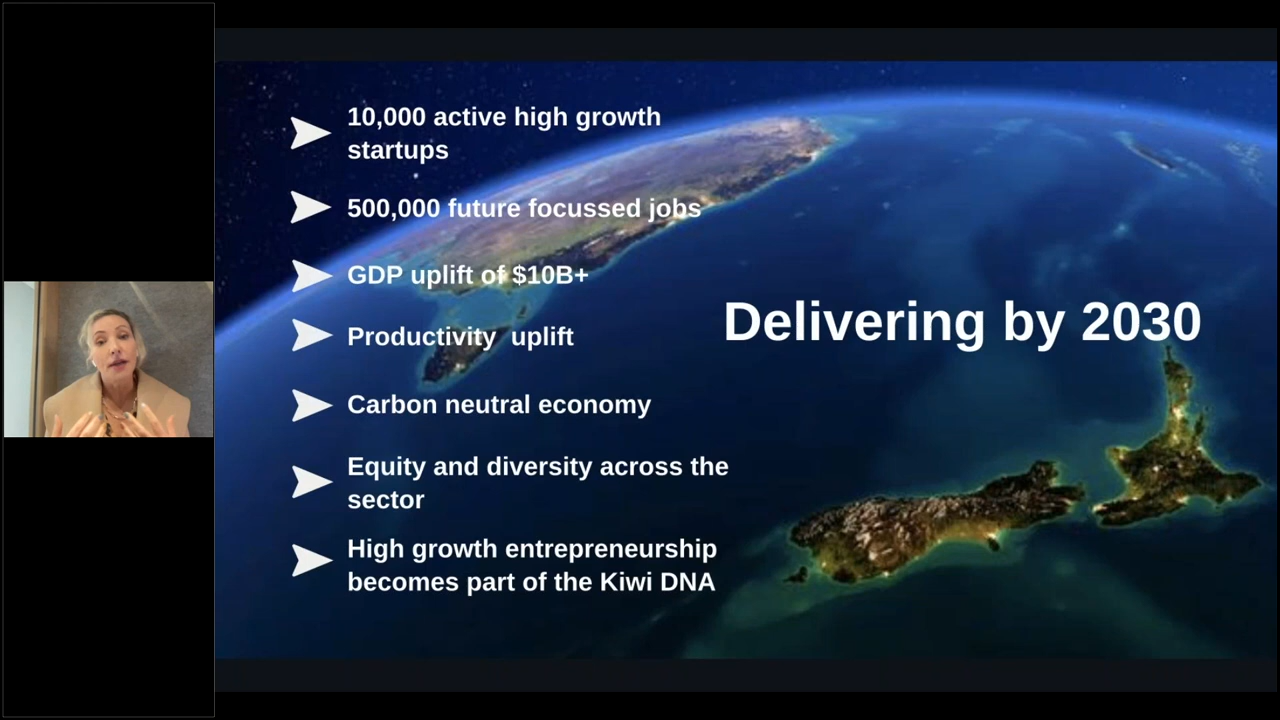 10,000 active high growth
startups
500,000 future focussed jobs
GDP uplift of $10B+
Productivity  uplift
Carbon neutral economy
Equity and diversity across the
sector
High growth entrepreneurship
becomes part of the Kiwi DNA
Delivering by 2030